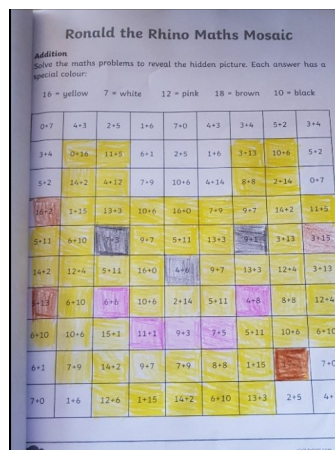 Ronald the Rhino Maths Mosaic
Addition
Solve the maths problems to reveal the hidden picture. Each answer has a
special colour:
16 = yellow 7 = white 12 = pink 18 = brown 10 = black
0+7 4+3 2+5 1+6 7+0 4+3 3+4 5+2 3+4
3+4 0+16 11+5 6+1 2+5 1+6 3+13 10+6 5+2
5+2 14+2 4+12 7+9 10+6 4+14 8+8 2+14 0+7
16+2 1+15 13+3 10+6 16+0 7+9 9+7 14+2 11+5
5+11 6+10 9+7 5+11 13+3 9+1 3+13 3+15
14+2 12+4 5+11 16+0 4+6 9+7 13+3 12+4 3+13
5+13 6+10 6+6 10+6 2+14 5+11 4+8 8+8 12+4
6+10 10+6 15+1 11+1 9+3 7+5 5+11 10+6 6+10
6+1 7+9 14+2 9+7 7+9 8+8 1+15
7+0 1+6 12+6 1+15 14+2 6+10 13+3 2+5